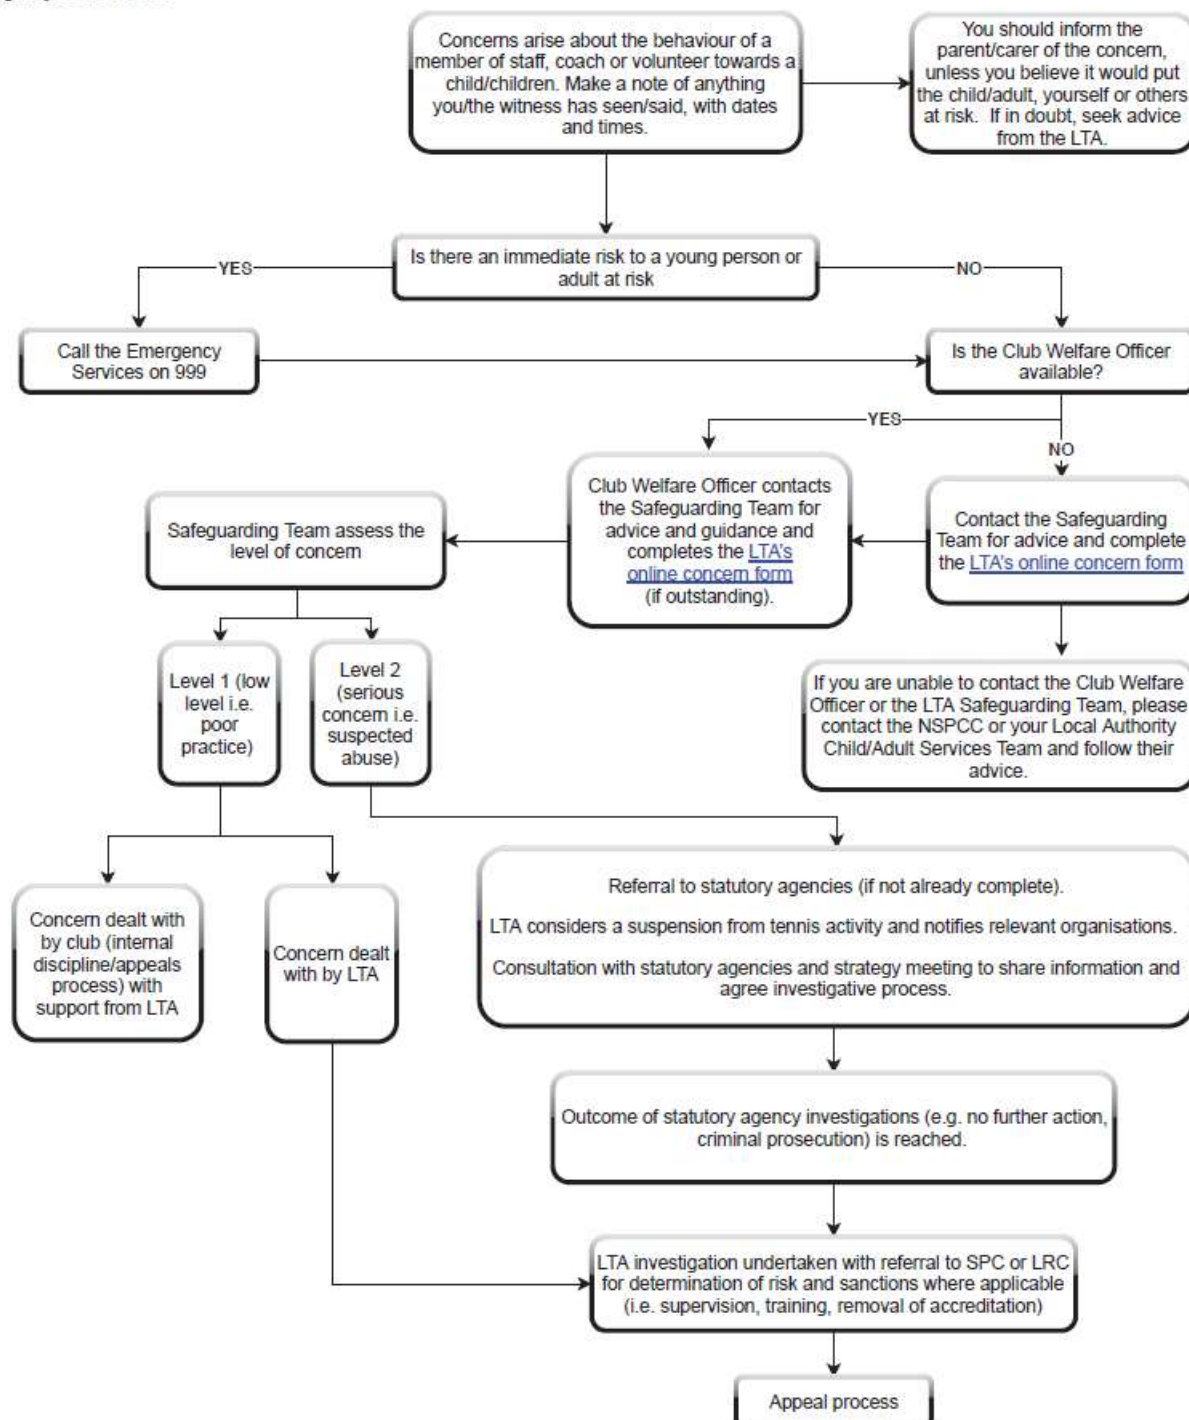 Concerns arise about the behaviour of a
member of staff, coach or volunteer towards a
child/children. Make a note of anything
you/the witness has seen/said, with dates
and times.
You should inform the
parent/carer of the concern,
unless you believe it would put
the child/adult, yourself or others
at risk. If in doubt, seek advice
from the LTA.
Is there an immediate risk to a young person or
adult at risk
YES
NO
Call the Emergency
Services on 999
Is the Club Welfare Officer
available?
YES
NO
Club Welfare Officer contacts
the Safeguarding Team for
advice and guidance and
completes the LTA's
online concern form
(if outstanding).
Contact the Safeguarding
Team for advice and complete
the LTA's online concern form
Safeguarding Team assess the
level of concern
Level 1 (low
level i.e.
poor
practice)
Level 2
(serious
concern i.e.
suspected
abuse)
If you are unable to contact the Club Welfare
Officer or the LTA Safeguarding Team, please
contact the NSPCC or your Local Authority
Child/Adult Services Team and follow their
advice.
Concern dealt with
by club (internal
discipline/appeals
process) with
support from LTA
Concern dealt
with by LTA
Referral to statutory agencies (if not already complete).
LTA considers a suspension from tennis activity and notifies relevant organisations.
Consultation with statutory agencies and strategy meeting to share information and
agree investigative process.
Outcome of statutory agency investigations (e.g. no further action,
criminal prosecution) is reached.
LTA investigation undertaken with referral to SPC or LRC
for determination of risk and sanctions where applicable
(i.e. supervision, training, removal of accreditation)
Appeal process